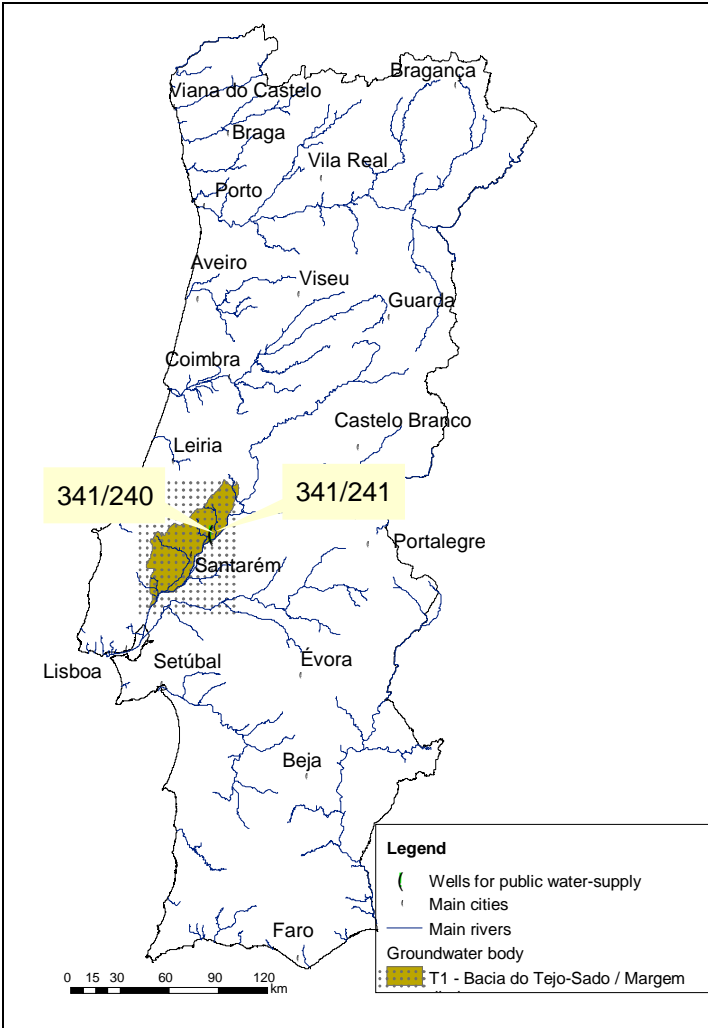 Bragança
Viana do Castelo
Braga
Vila Real
Porto
Aveiro
Viseu
Guarda
Coimbra
Castelo Branco
Leiria
341/240
341/241
Portalegre
Santarém
Lisboa
Setúbal
Évora
Beja
Faro
Legend
Wells for public water-supply
Main cities
Main rivers
Groundwater body
T1 - Bacia do Tejo-Sado / Margem
0 15 30 60 90 120
km